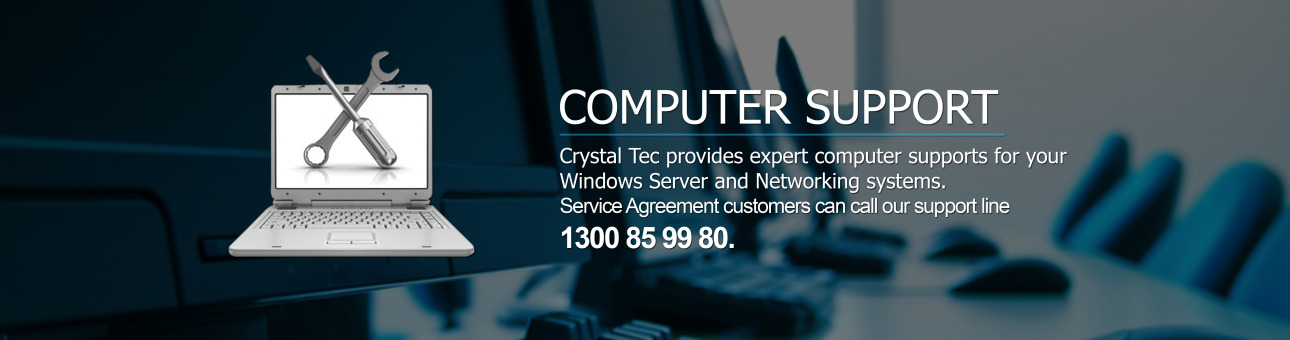 COMPUTER SUPPORT
Crystal Tec provides expert computer supports for your
Windows Server and Networking systems.
Service Agreement customers can call our support line
1300 85 99 80.